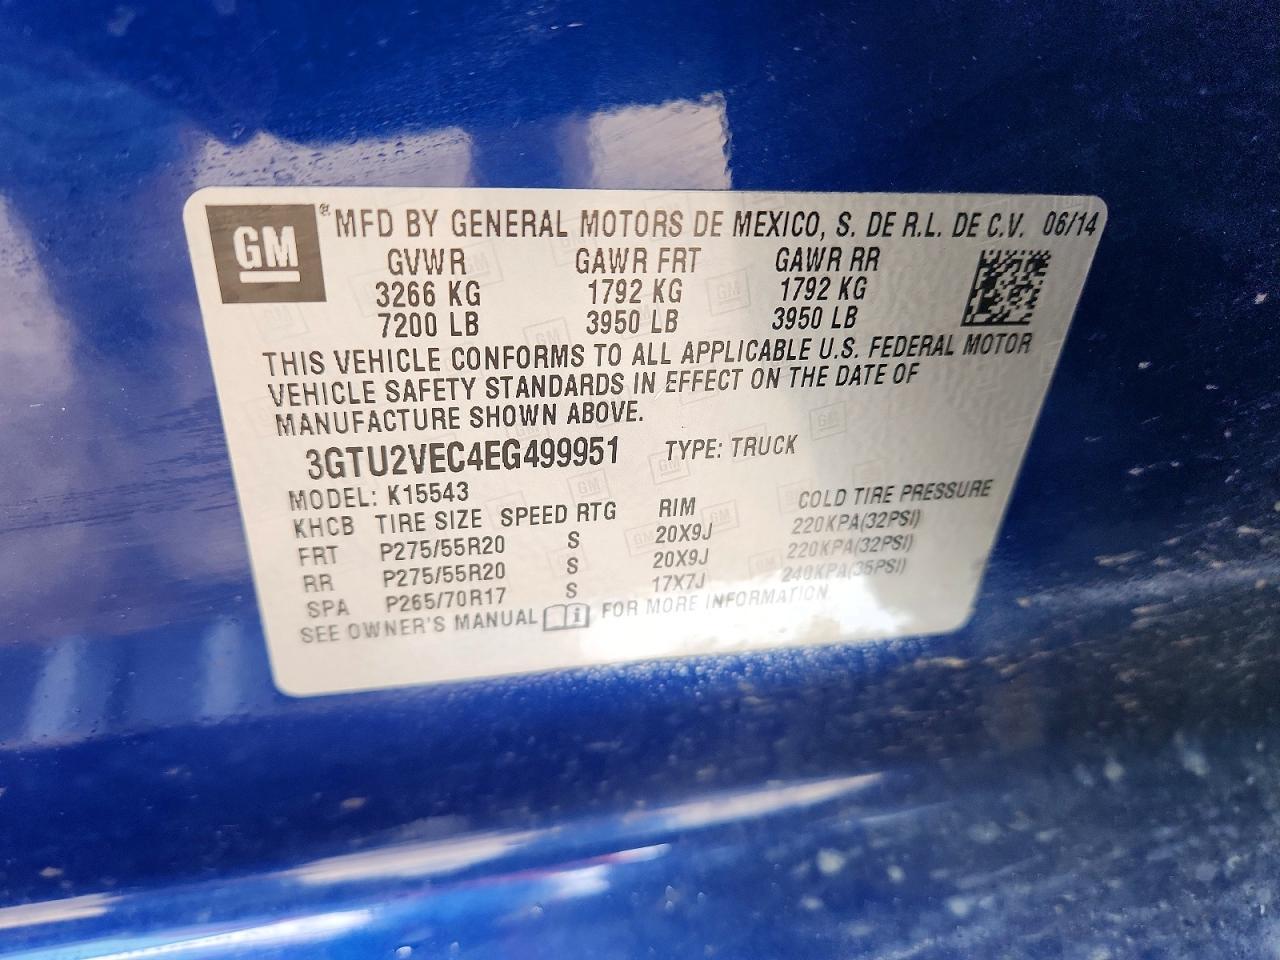 GM ® MFD BY GENERAL MOTORS DE MEXICO, S. DE R.L. DE C.V. 06/14
GVWR GAWR FRT GAWR RR
3266 KG 1792 KG 1792 KG
7200 LB 3950 LB 3950 LB
THIS VEHICLE CONFORMS TO ALL APPLICABLE U.S. FEDERAL MOTOR
VEHICLE SAFETY STANDARDS IN EFFECT ON THE DATE OF
MANUFACTURE SHOWN ABOVE.
3GTU2VEC4EG499951 TYPE: TRUCK
MODEL: K15543
KHCB TIRE SIZE SPEED RTG RIM COLD TIRE PRESSURE
FRT P275/55R20 S 20X9J 220KPA(32PSI)
RR P275/55R20 S 20X9J 220KPA(32PSI)
SPA P265/70R17 S 17X7J 240KPA(35PSI)
SEE OWNER'S MANUAL FOR MORE INFORMATION.